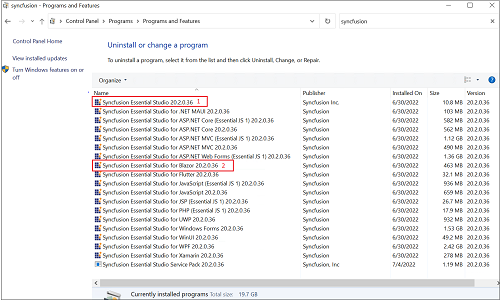 Programs and Features
Control Panel > Programs > Programs and Features
syncfusion
Control Panel Home
View installed updates
Turn Windows features on or off
Uninstall or change a program
To uninstall a program, select it from the list and then click Uninstall, Change, or Repair.
Organize
Name Publisher Installed On Size Version
Syncfusion Essential Studio 20.2.0.36 1 Syncfusion Inc. 6/30/2022 10.8 MB 20.2.0.36
Syncfusion Essential Studio for .NET MAUI 20.2.0.36 Syncfusion Inc. 6/30/2022 103 MB 20.2.0.36
Syncfusion Essential Studio for ASP.NET Core (Essential JS 1) 20.2.0.36 Syncfusion Inc. 6/30/2022 582 MB 20.2.0.36
Syncfusion Essential Studio for ASP.NET Core 20.2.0.36 Syncfusion Inc. 6/30/2022 562 MB 20.2.0.36
Syncfusion Essential Studio for ASP.NET MVC (Essential JS 1) 20.2.0.36 Syncfusion Inc. 6/30/2022 1.12 GB 20.2.0.36
Syncfusion Essential Studio for ASP.NET MVC 20.2.0.36 Syncfusion Inc. 6/30/2022 490 MB 20.2.0.36
Syncfusion Essential Studio for ASP.NET Web Forms (Essential JS 1) 20.2.0.36 Syncfusion Inc. 6/30/2022 1.36 GB 20.2.0.36
Syncfusion Essential Studio for Blazor 20.2.0.36 2 Syncfusion Inc. 6/30/2022 463 MB 20.2.0.36
Syncfusion Essential Studio for Flutter 20.2.0.36 Syncfusion Inc. 6/30/2022 32.1 MB 20.2.0.36
Syncfusion Essential Studio for JavaScript (Essential JS 1) 20.2.0.36 Syncfusion Inc. 6/30/2022 936 MB 20.2.0.36
Syncfusion Essential Studio for JavaScript 20.2.0.36 Syncfusion Inc. 6/30/2022 659 MB 20.2.0.36
Syncfusion Essential Studio for JSP (Essential JS 1) 20.2.0.36 Syncfusion Inc. 6/30/2022 26.7 MB 20.2.0.36
Syncfusion Essential Studio for PHP (Essential JS 1) 20.2.0.36 Syncfusion Inc. 6/30/2022 17.9 MB 20.2.0.36
Syncfusion Essential Studio for UWP 20.2.0.36 Syncfusion Inc. 6/30/2022 932 MB 20.2.0.36
Syncfusion Essential Studio for Windows Forms 20.2.0.36 Syncfusion Inc. 6/30/2022 1.53 GB 20.2.0.36
Syncfusion Essential Studio for WinUI 20.2.0.36 Syncfusion Inc. 6/30/2022 49.2 MB 20.2.0.36
Syncfusion Essential Studio for WPF 20.2.0.36 Syncfusion Inc. 6/30/2022 2.42 GB 20.2.0.36
Syncfusion Essential Studio for Xamarin 20.2.0.36 Syncfusion Inc. 6/30/2022 278 MB 20.2.0.36
Syncfusion Essential Studio Service Pack 20.2.0.36 Syncfusion, Inc 7/4/2022 1.19 MB 20.2.0.36
Currently installed programs Total size: 19.7 GB